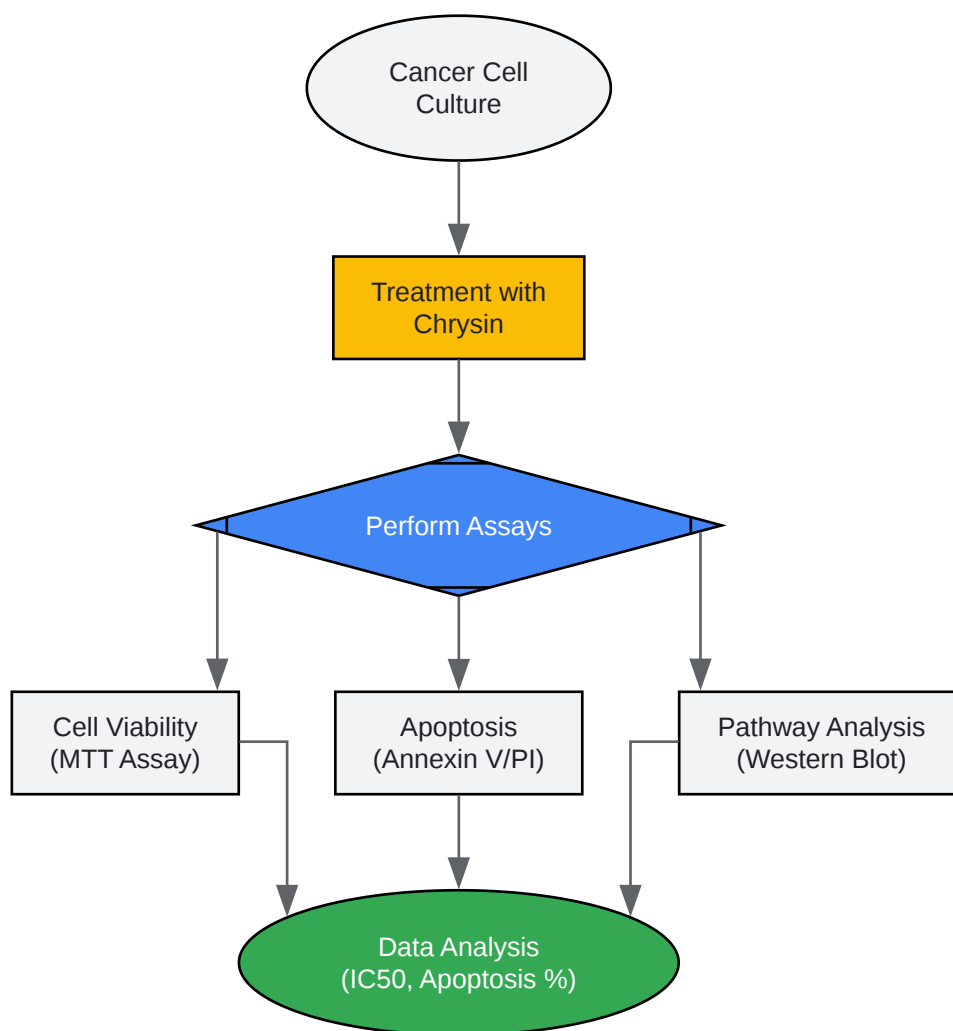 Cancer Cell
Culture
Treatment with
Chrysin
Perform Assays
Cell Viability
(MTT Assay)
Apoptosis
(Annexin V/PI)
Pathway Analysis
(Western Blot)
Data Analysis
(IC50, Apoptosis %)